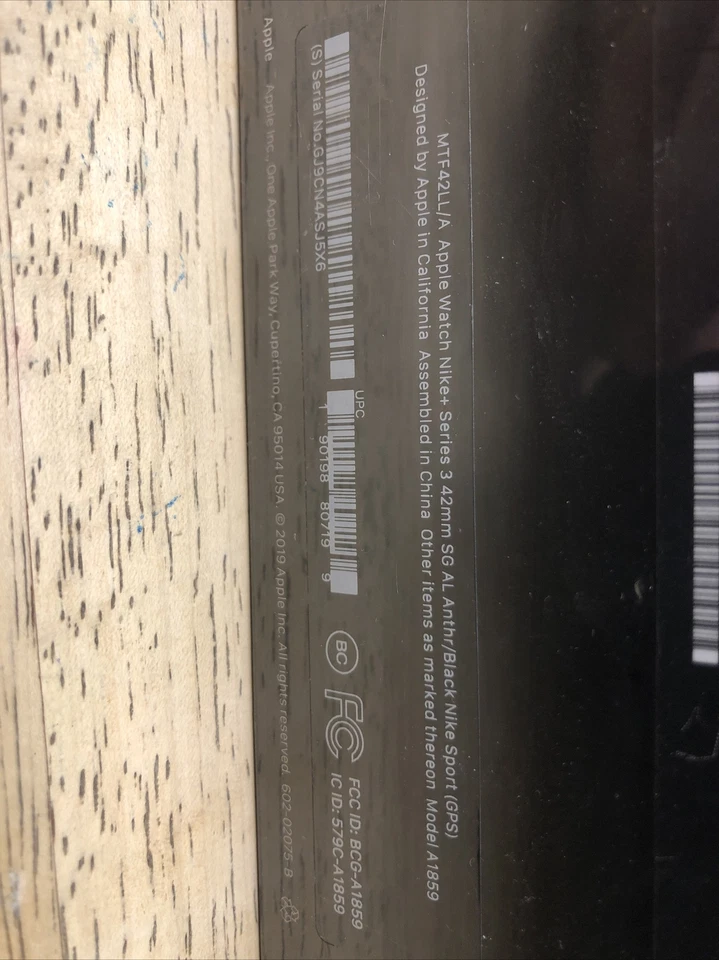 MTF42LL/A Apple Watch Nike+ Series 3 42mm SG AL Anthr/Black Nike Sport (GPS)
Designed by Apple in California Assembled in China Other items as marked thereon Model A1859
UPC
(S) Serial No.GJ9CN4ASJ5X6
1 90198 80719 9
BC
FC
FCC ID: BCG-A1859
IC ID: 579C-A1859
Apple Apple Inc., One Apple Park Way, Cupertino, CA 95014 USA. © 2019 Apple Inc. All rights reserved. 602-02075-B